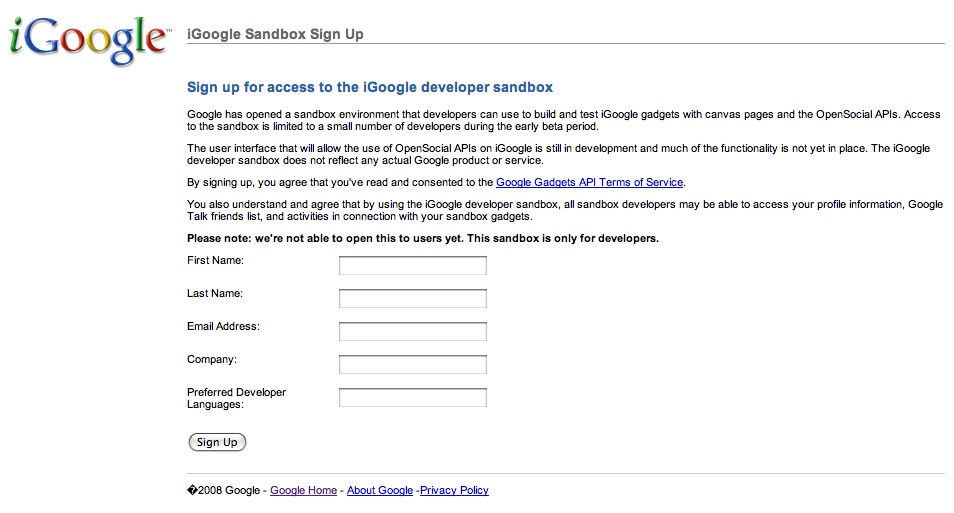 iGoogle™
iGoogle Sandbox Sign Up
Sign up for access to the iGoogle developer sandbox
Google has opened a sandbox environment that developers can use to build and test iGoogle gadgets with canvas pages and the OpenSocial APIs. Access
to the sandbox is limited to a small number of developers during the early beta period.
The user interface that will allow the use of OpenSocial APIs on iGoogle is still in development and much of the functionality is not yet in place. The iGoogle
developer sandbox does not reflect any actual Google product or service.
By signing up, you agree that you've read and consented to the Google Gadgets API Terms of Service.
You also understand and agree that by using the iGoogle developer sandbox, all sandbox developers may be able to access your profile information, Google
Talk friends list, and activities in connection with your sandbox gadgets.
Please note: we're not able to open this to users yet. This sandbox is only for developers.
First Name:
Last Name:
Email Address:
Company:
Preferred Developer
Languages:
Sign Up
�2008 Google - Google Home - About Google -Privacy Policy